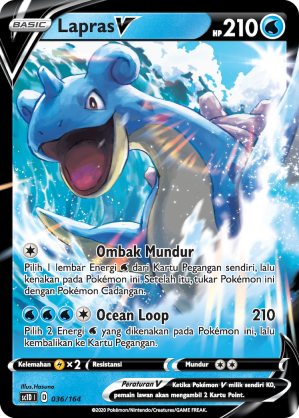 BASIC Lapras V HP 210
Ombak Mundur
Pilih 1 lembar Energi dari Kartu Pegangan sendiri, lalu
kenakan pada Pokémon ini. Setelah itu, tukar Pokémon ini
dengan Pokémon Cadangan.
Ocean Loop 210
Pilih 2 Energi yang dikenakan pada Pokémon ini, lalu
kembalikan ke Kartu Pegangan.
Kelemahan ×2 Resistansi Mundur
Illus. Hasuno
sc1D I D 036/164
Peraturan V Ketika Pokémon V milik sendiri KO,
pemain lawan mengambil 2 Kartu Point.
©2020 Pokémon/Nintendo/Creatures/GAME FREAK.